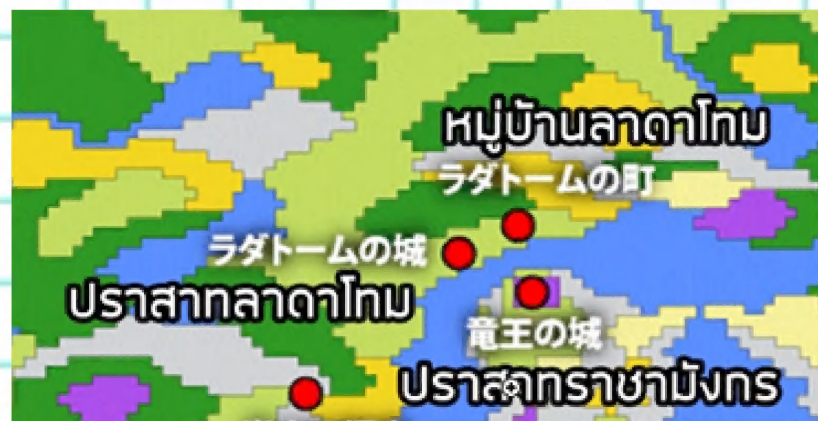 หมู่บ้านลาดาโทม
ラダトームの町
ラダトームの城
ปราสาทลาดาโทม
竜王の城
ปราสาทราชามังกร